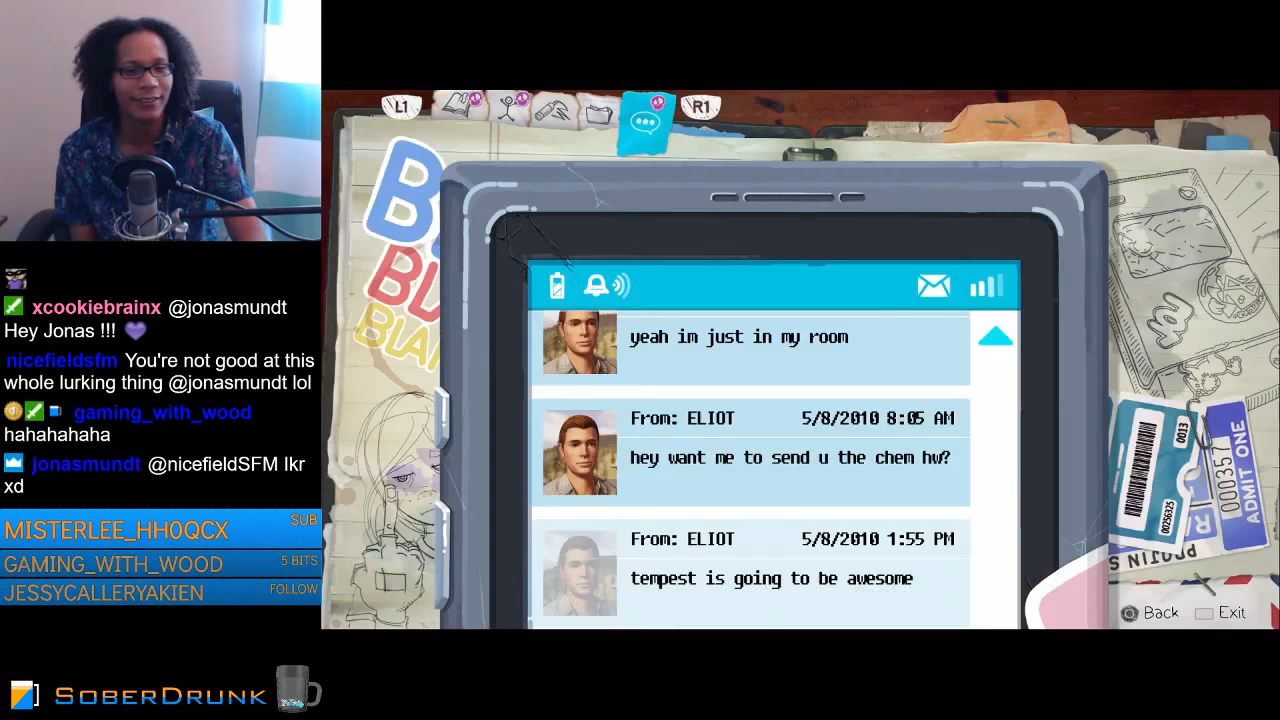 xcookiebrainx @jonasmundt
Hey Jonas !!!
nicefieldsfm You're not good at this
whole lurking thing @jonasmundt lol
gaming_with_wood
hahahahaha
jonasmundt @nicefieldSFM Ikr
xd
MISTERLEE_HH0QCX SUB
GAMING_WITH_WOOD 5 BITS
JESSYCALLERYAKIEN FOLLOW
SOBERDRUNK
L1
R1
yeah im just in my room
From: ELIOT 5/8/2010 8:05 AM
hey want me to send u the chem hw?
From: ELIOT 5/8/2010 1:55 PM
tempest is going to be awesome
0013
00256325
000357
ADMIT ONE
Back
Exit